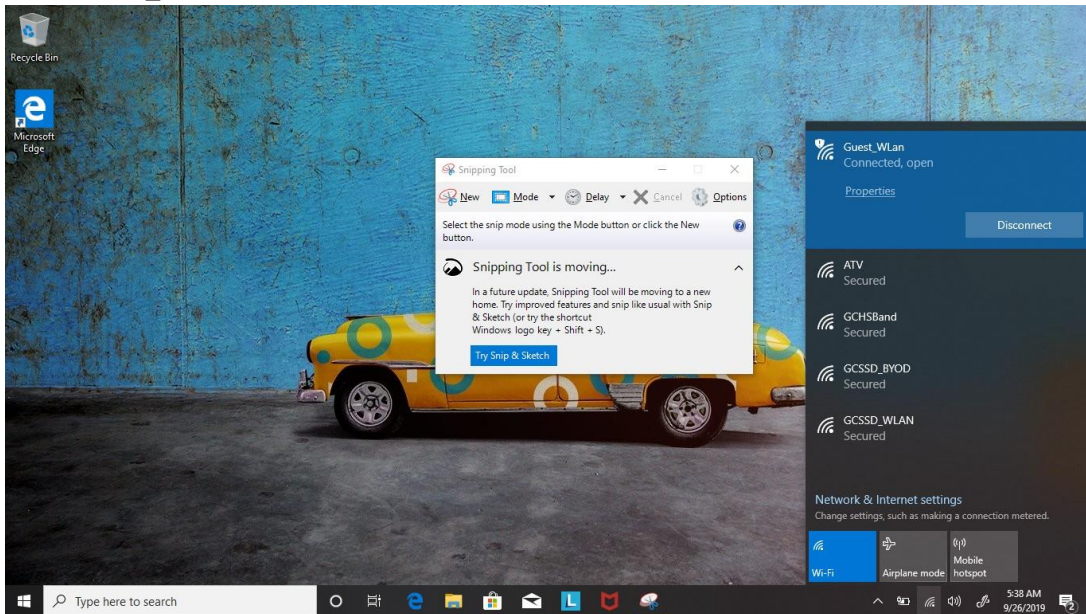 Recycle Bin
Microsoft
Edge
Snipping Tool
New Mode Delay Cancel Options
Select the snip mode using the Mode button or click the New
button.
Snipping Tool is moving...
In a future update, Snipping Tool will be moving to a new
home. Try improved features and snip like usual with Snip
& Sketch (or try the shortcut
Windows logo key + Shift + S).
Try Snip & Sketch
Guest_WLan
Connected, open
Properties
Disconnect
ATV
Secured
GCHSBand
Secured
GCSSD_BYOD
Secured
GCSSD_WLAN
Secured
Network & Internet settings
Change settings, such as making a connection metered.
Wi-Fi
Airplane mode
Mobile
hotspot
Type here to search
L
5:38 AM
9/26/2019
2